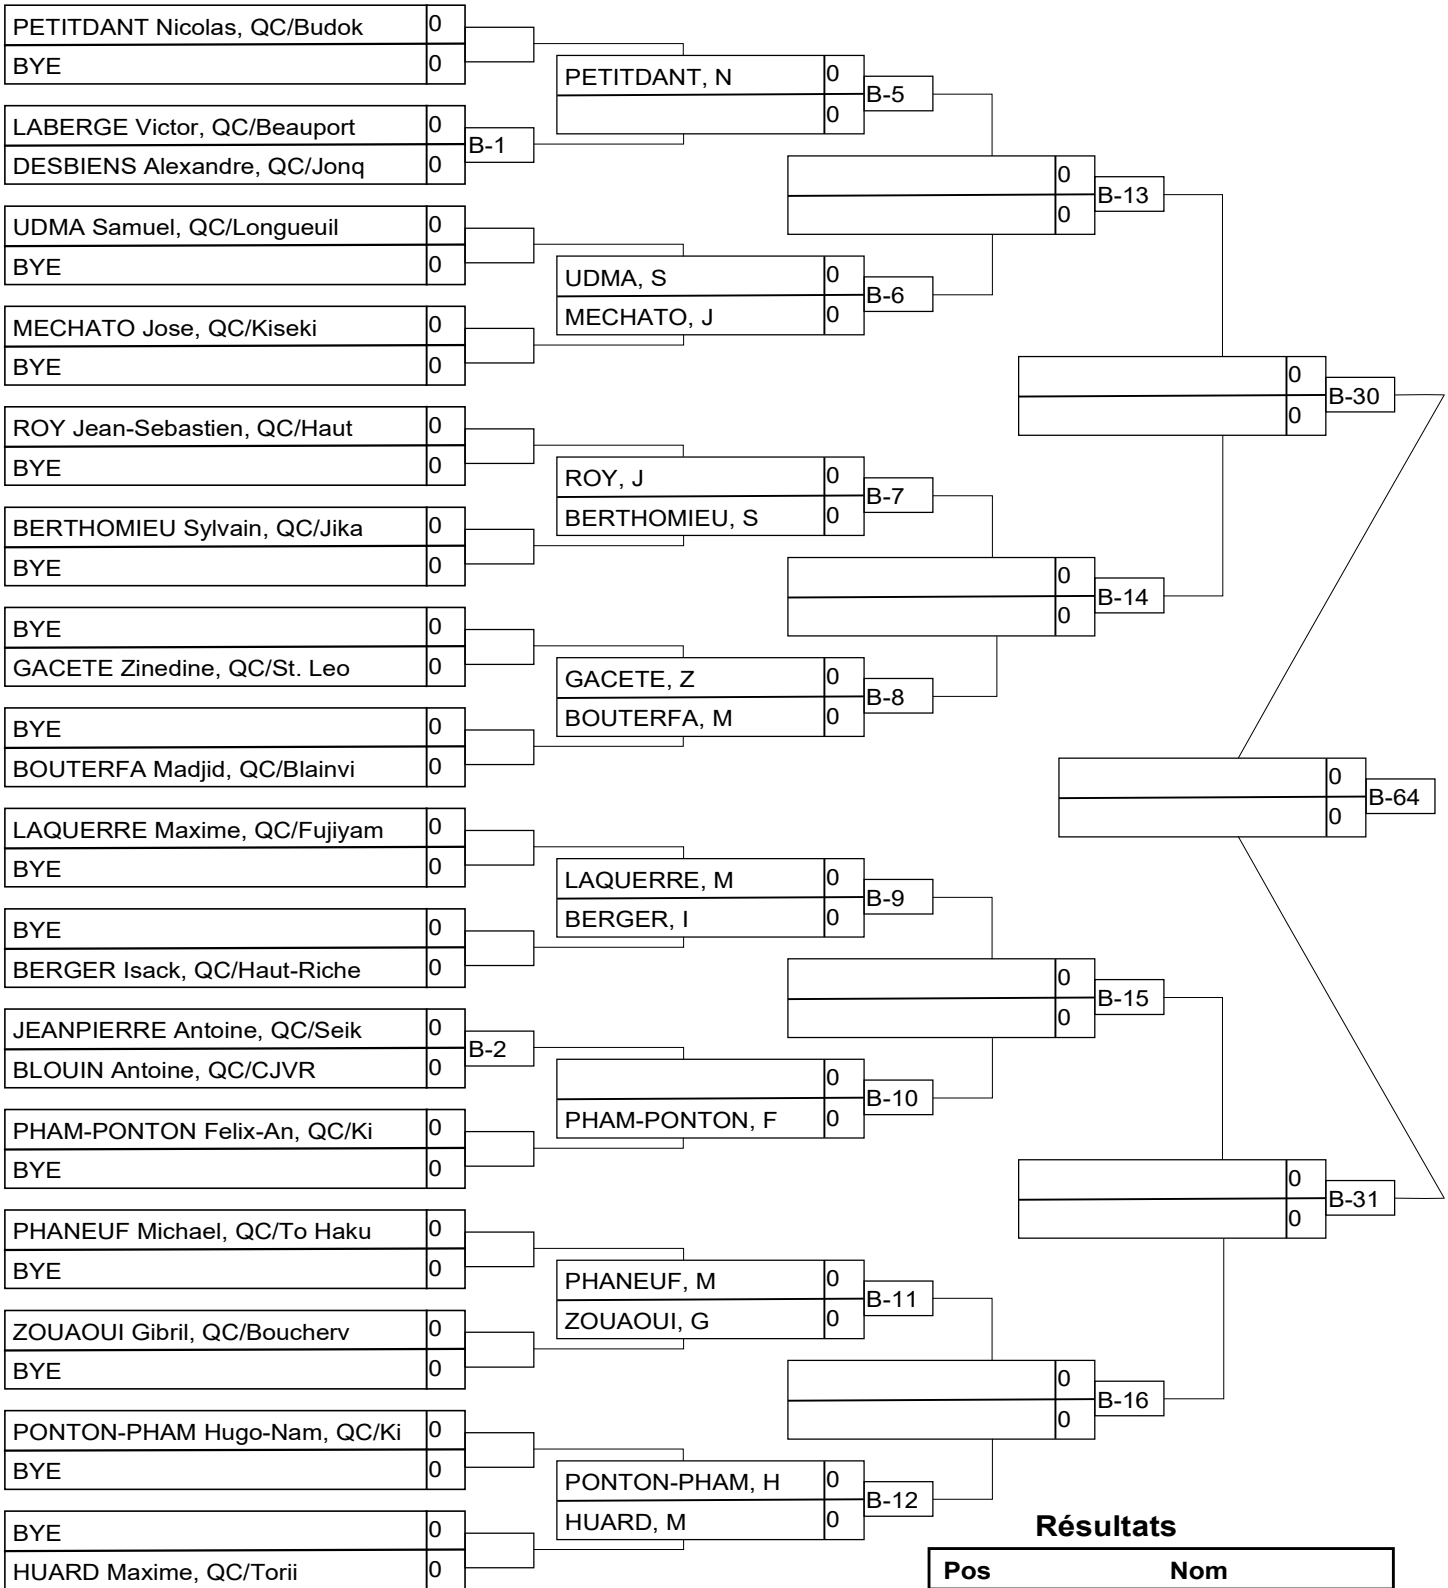 PETITDANT Nicolas, QC/Budok 0
BYE 0
LABERGE Victor, QC/Beauport 0
DESBIENS Alexandre, QC/Jonq 0
B-1
UDMA Samuel, QC/Longueuil 0
BYE 0
MECHATO Jose, QC/Kiseki 0
BYE 0
ROY Jean-Sebastien, QC/Haut 0
BYE 0
BERTHOMIEU Sylvain, QC/Jika 0
BYE 0
BYE 0
GACETE Zinedine, QC/St. Leo 0
BYE 0
BOUTERFA Madjid, QC/Blainvi 0
LAQUERRE Maxime, QC/Fujiyam 0
BYE 0
BYE 0
BERGER Isack, QC/Haut-Riche 0
JEANPIERRE Antoine, QC/Seik 0
BLOUIN Antoine, QC/CJVR 0
B-2
PHAM-PONTON Felix-An, QC/Ki 0
BYE 0
PHANEUF Michael, QC/To Haku 0
BYE 0
ZOUAOUI Gibril, QC/Boucherv 0
BYE 0
PONTON-PHAM Hugo-Nam, QC/Ki 0
BYE 0
BYE 0
HUARD Maxime, QC/Torii 0
PETITDANT, N 0
0
B-5
UDMA, S 0
MECHATO, J 0
B-6
ROY, J 0
BERTHOMIEU, S 0
B-7
GACETE, Z 0
BOUTERFA, M 0
B-8
LAQUERRE, M 0
BERGER, I 0
B-9
0
PHAM-PONTON, F 0
B-10
PHANEUF, M 0
ZOUAOUI, G 0
B-11
PONTON-PHAM, H 0
HUARD, M 0
B-12
0
0
B-13
0
0
B-14
0
0
B-15
0
0
B-16
0
0
B-30
0
0
B-31
0
0
B-64
Résultats
Pos Nom